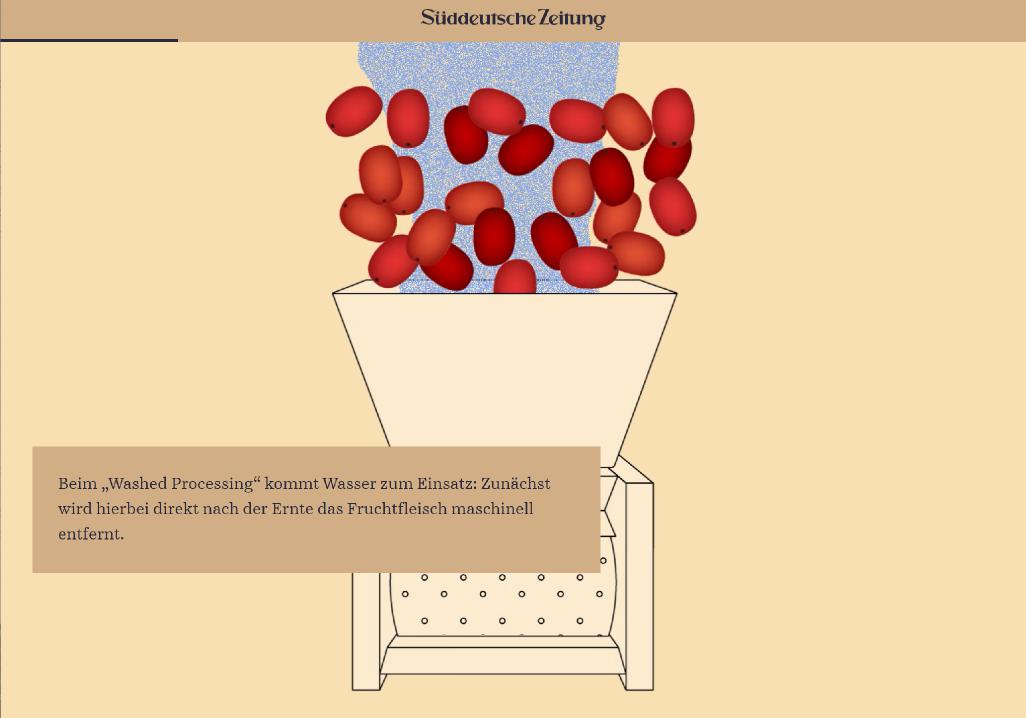 Süddeutsche Zeitung
Beim „Washed Processing“ kommt Wasser zum Einsatz: Zunächst
wird hierbei direkt nach der Ernte das Fruchtfleisch maschinell
entfernt.